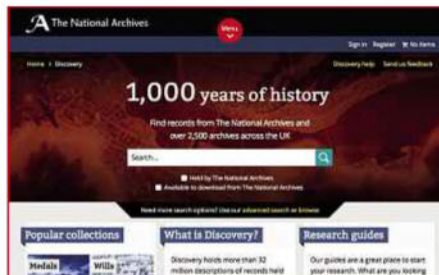 The National Archives
Menu
Sign in Register No items
Home > Discovery
Discovery help Send us feedback
1,000 years of history
Find records from The National Archives and
over 2,500 archives across the UK
Search...
Held by The National Archives
Available to download from The National Archives
Need more search options? Use our advanced search or browse
Popular collections
What is Discovery?
Research guides
Medals
Wills
Discovery holds more than 32
million descriptions of records held
Our guides are a great place to start
your research. What are you looking